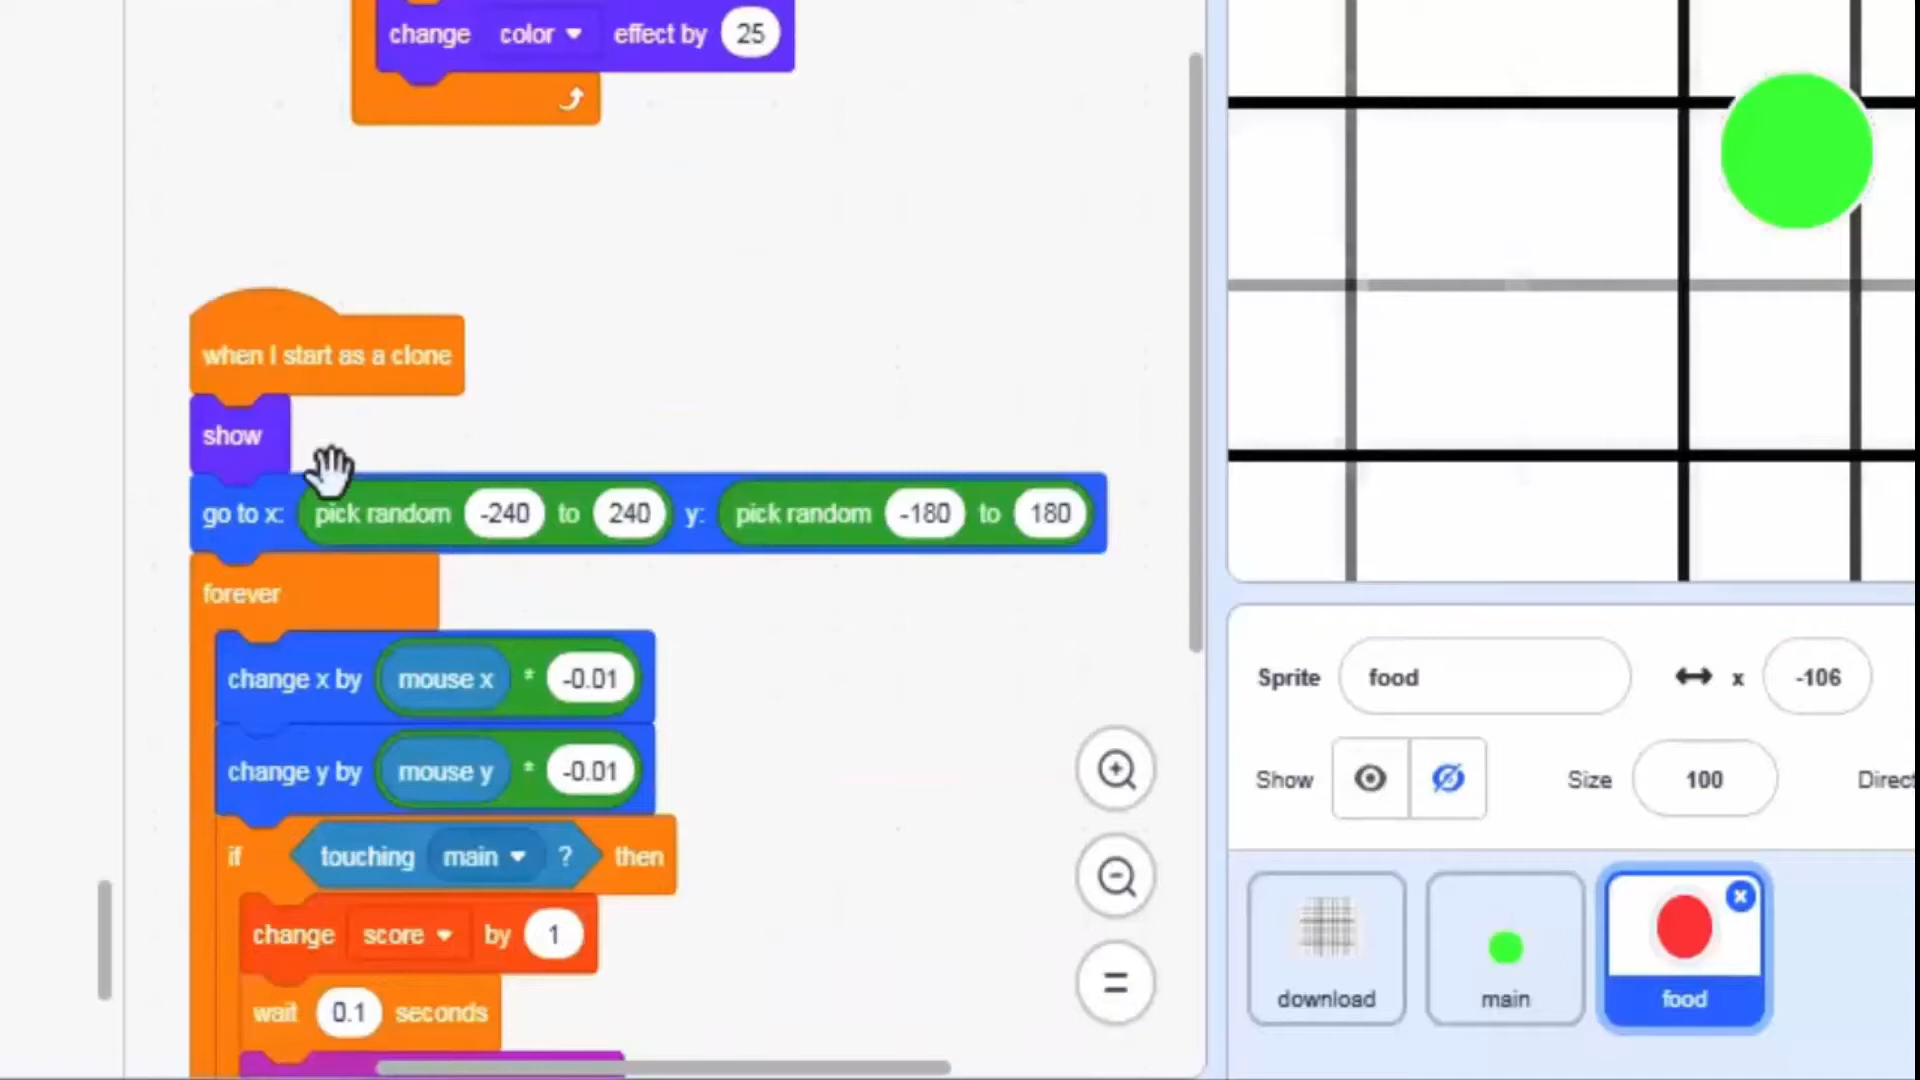 change color effect by 25
when I start as a clone
show
go to x: pick random -240 to 240 y: pick random -180 to 180
forever
change x by mouse x * -0.01
change y by mouse y * -0.01
if touching main ? then
change score by 1
wait 0.1 seconds
Sprite food x -106
Show Size 100 Direct
download main food